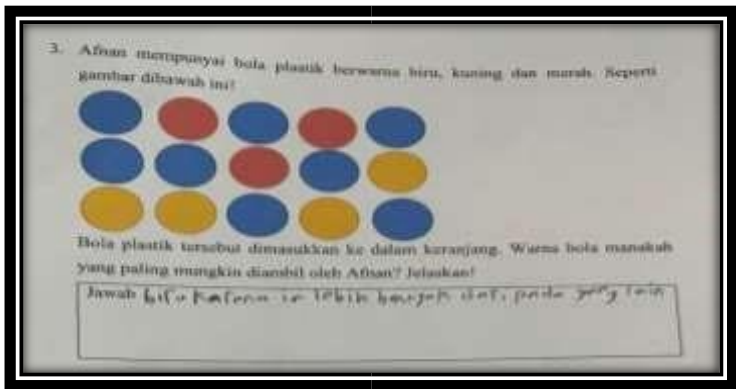 3. Afnan mempunyai bola plastik berwarna biru, kuning dan merah. Seperti
gambar dibawah ini!
Bola plastik tersebut dimasukkan ke dalam keranjang. Warna bola manakah
yang paling mungkin diambil oleh Afnan? Jelaskan!
Jawab biru karena ia lebih banyak dari pada yang lain